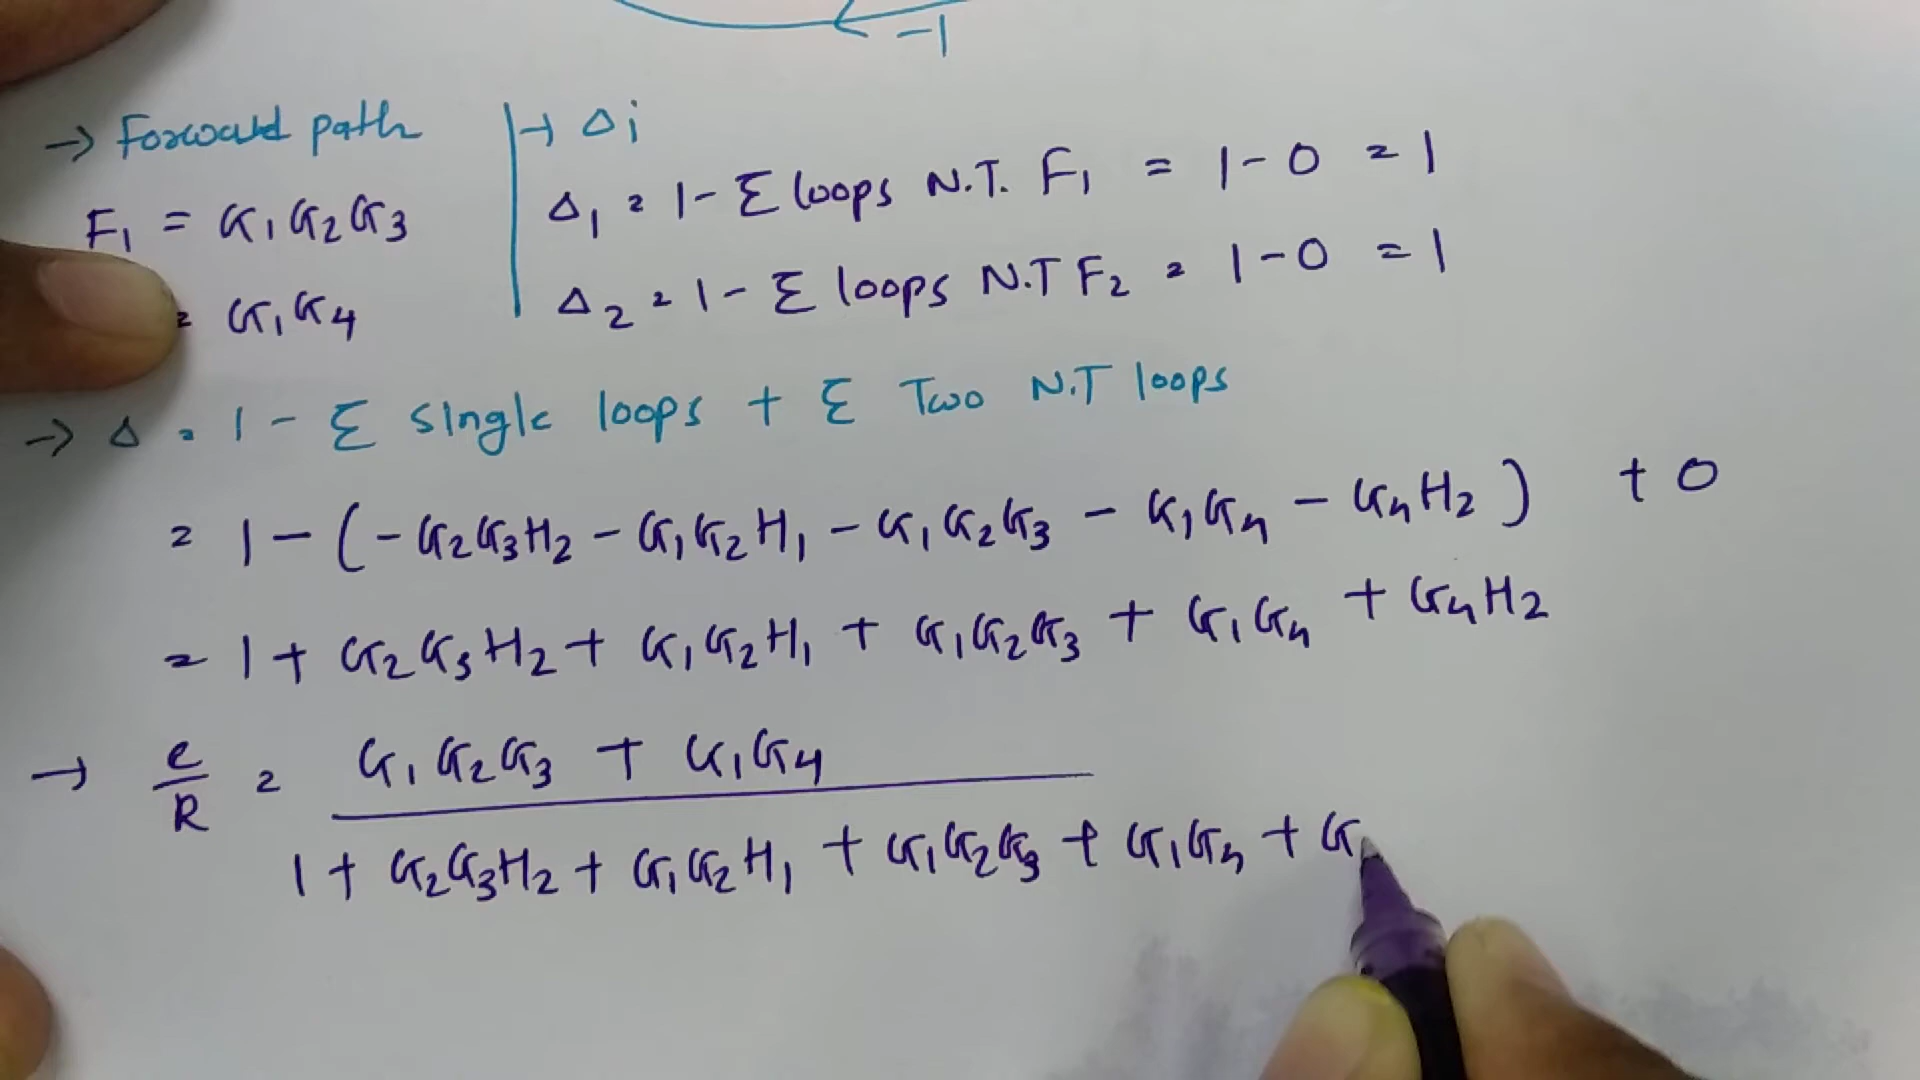 -1
→ Forward path | → Δi
F1 = G1G2G3
Δ1 = 1 - Σ loops N.T. F1 = 1 - 0 = 1
= G1G4
Δ2 = 1 - Σ loops N.T F2 = 1 - 0 = 1
→ Δ = 1 - Σ single loops + Σ Two N.T loops
= 1 - (-G2G3H2 - G1G2H1 - G1G2G3 - G1G4 - G4H2) + 0
= 1 + G2G3H2 + G1G2H1 + G1G2G3 + G1G4 + G4H2
→ C/R = G1G2G3 + G1G4
1 + G2G3H2 + G1G2H1 + G1G2G3 + G1G4 + G